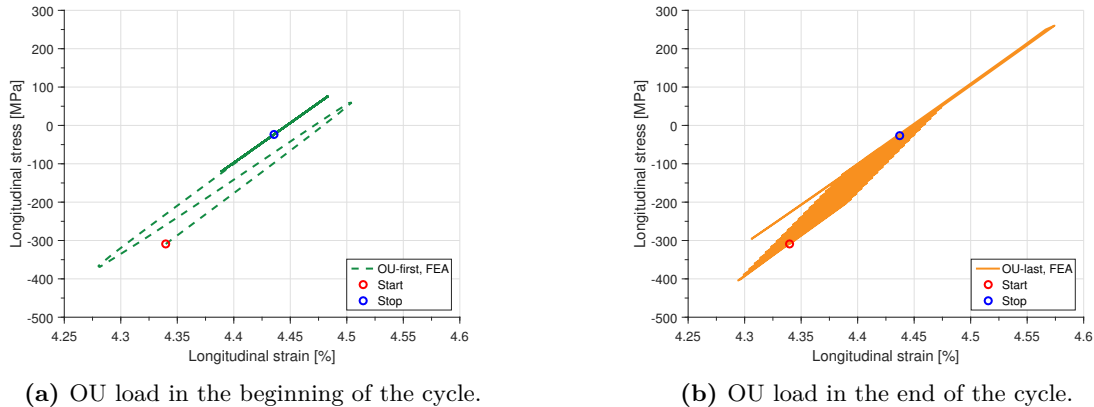 300
200
100
0
-100
-200
-300
-400
-500
Longitudinal stress [MPa]
4.25
4.3
4.35
4.4
4.45
4.5
4.55
4.6
Longitudinal strain [%]
OU-first, FEA
Start
Stop
(a) OU load in the beginning of the cycle.
300
200
100
0
-100
-200
-300
-400
-500
Longitudinal stress [MPa]
4.25
4.3
4.35
4.4
4.45
4.5
4.55
4.6
Longitudinal strain [%]
OU-last, FEA
Start
Stop
(b) OU load in the end of the cycle.